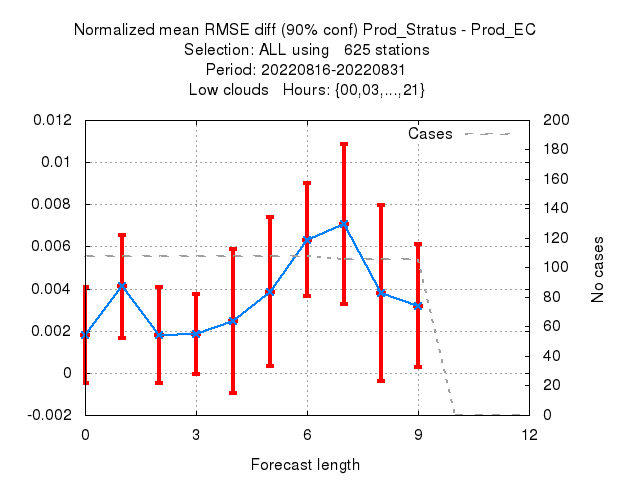 Normalized mean RMSE diff (90% conf) Prod_Stratus - Prod_EC
Selection: ALL using   625 stations
Period: 20220816-20220831
Low clouds   Hours: {00,03,...,21}
Cases
0.012
0.01
0.008
0.006
0.004
0.002
0
-0.002
200
180
160
140
120
100
80
60
40
20
0
No cases
0 3 6 9 12
Forecast length